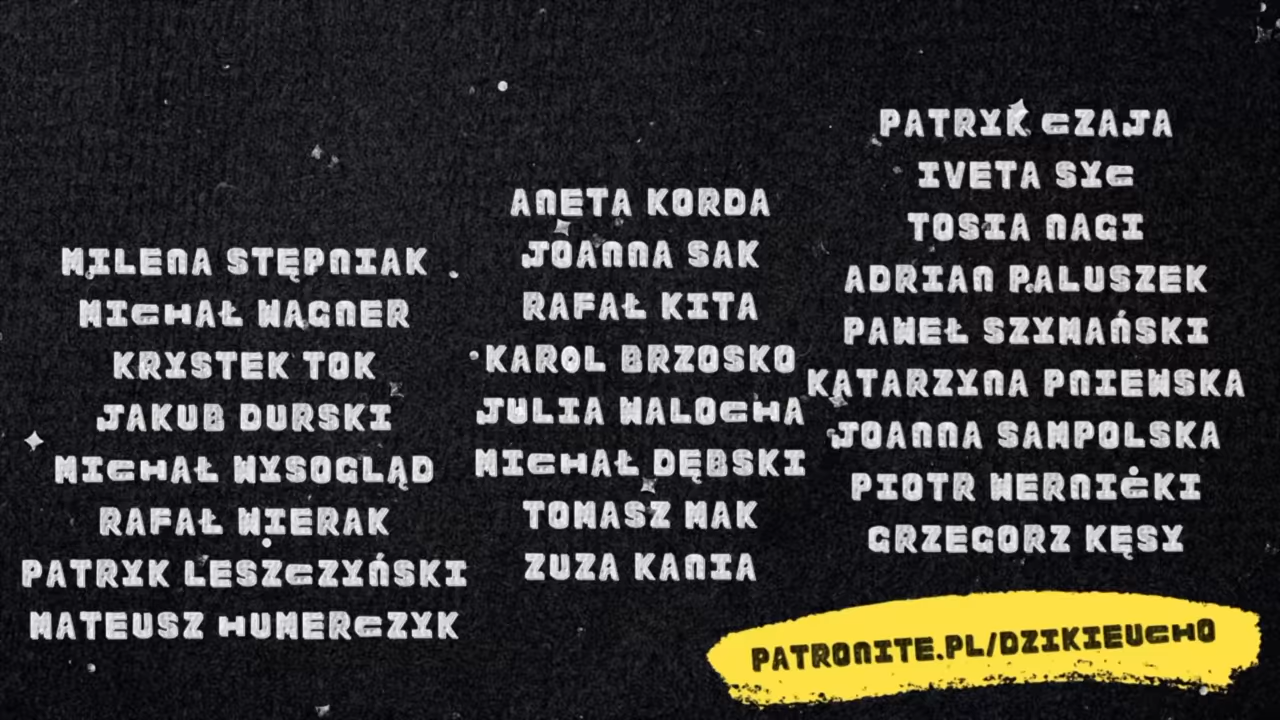 MILENA STĘPNIAK
MICHAŁ WAGNER
KRYSTEK TOK
JAKUB DURSKI
MICHAŁ WYSOGLĄD
RAFAŁ WIERAK
PATRYK LESZCZYŃSKI
MATEUSZ HUMERCZYK
ANETA KORDA
JOANNA SAK
RAFAŁ KITA
KAROL BRZOSKO
JULIA WALOCHA
MICHAŁ DĘBSKI
TOMASZ MAK
ZUZA KANIA
PATRYK CZAJA
IVETA SYC
TOSIA NAGI
ADRIAN PALUSZEK
PAWEŁ SZYMAŃSKI
KATARZYNA PNIEWSKA
JOANNA SAMPOLSKA
PIOTR WERNICKI
GRZEGORZ KĘSY
PATRONITE.PL/DZIKIEUCHO